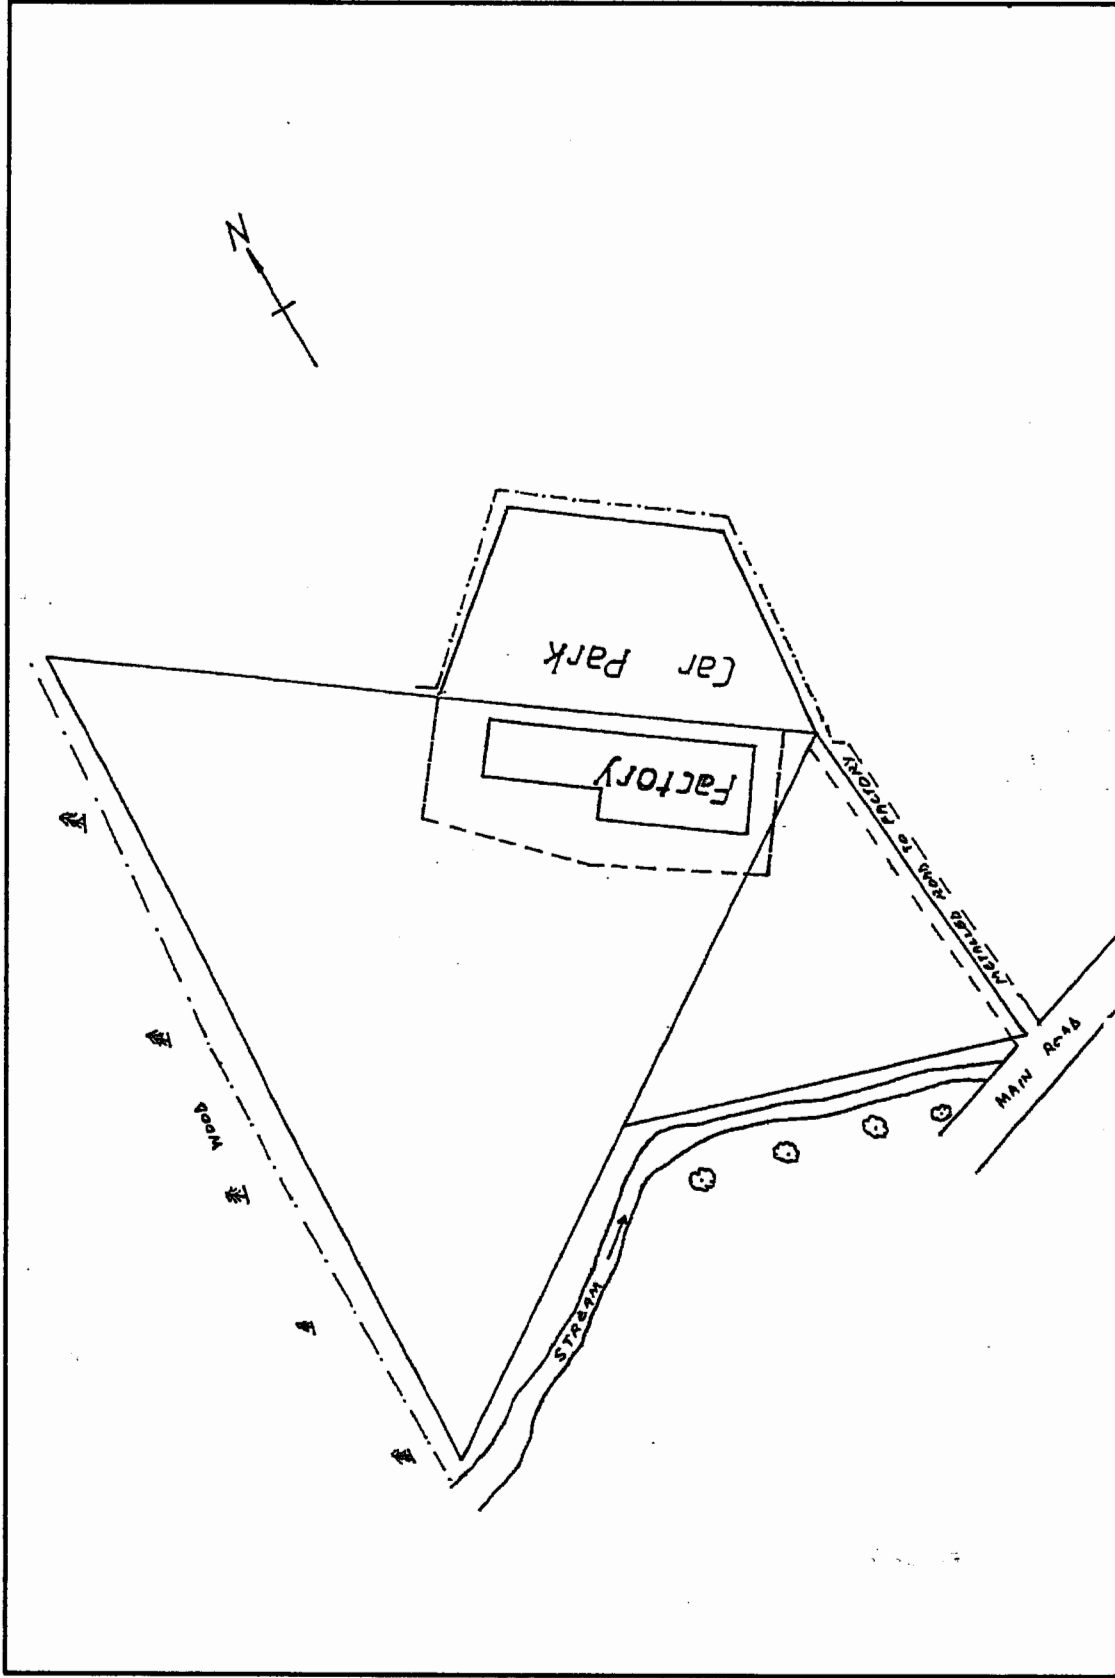 N
Car Park
Factory
METALLED ROAD TO FACTORY
WOOD
MAIN ROAD
STREAM